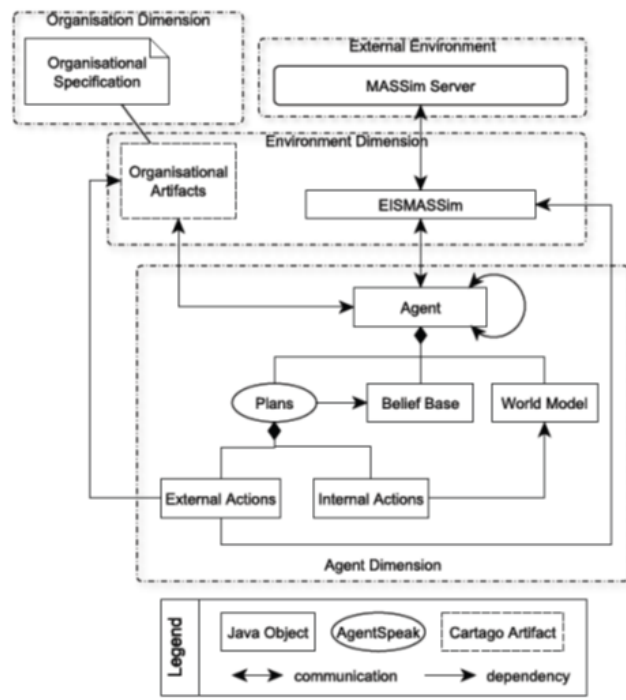 Organisation Dimension
Organisational
Specification
External Environment
MASSim Server
Environment Dimension
Organisational
Artifacts
EISMASSim
Agent
Plans
Belief Base
World Model
External Actions
Internal Actions
Agent Dimension
Legend
Java Object
AgentSpeak
Cartago Artifact
communication
dependency